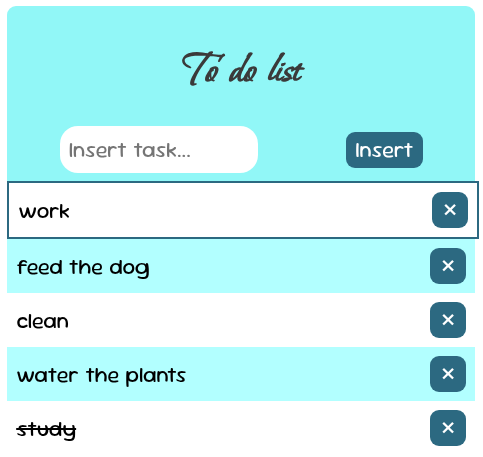 To do list
Insert task... Insert
work ×
feed the dog ×
clean ×
water the plants ×
study ×